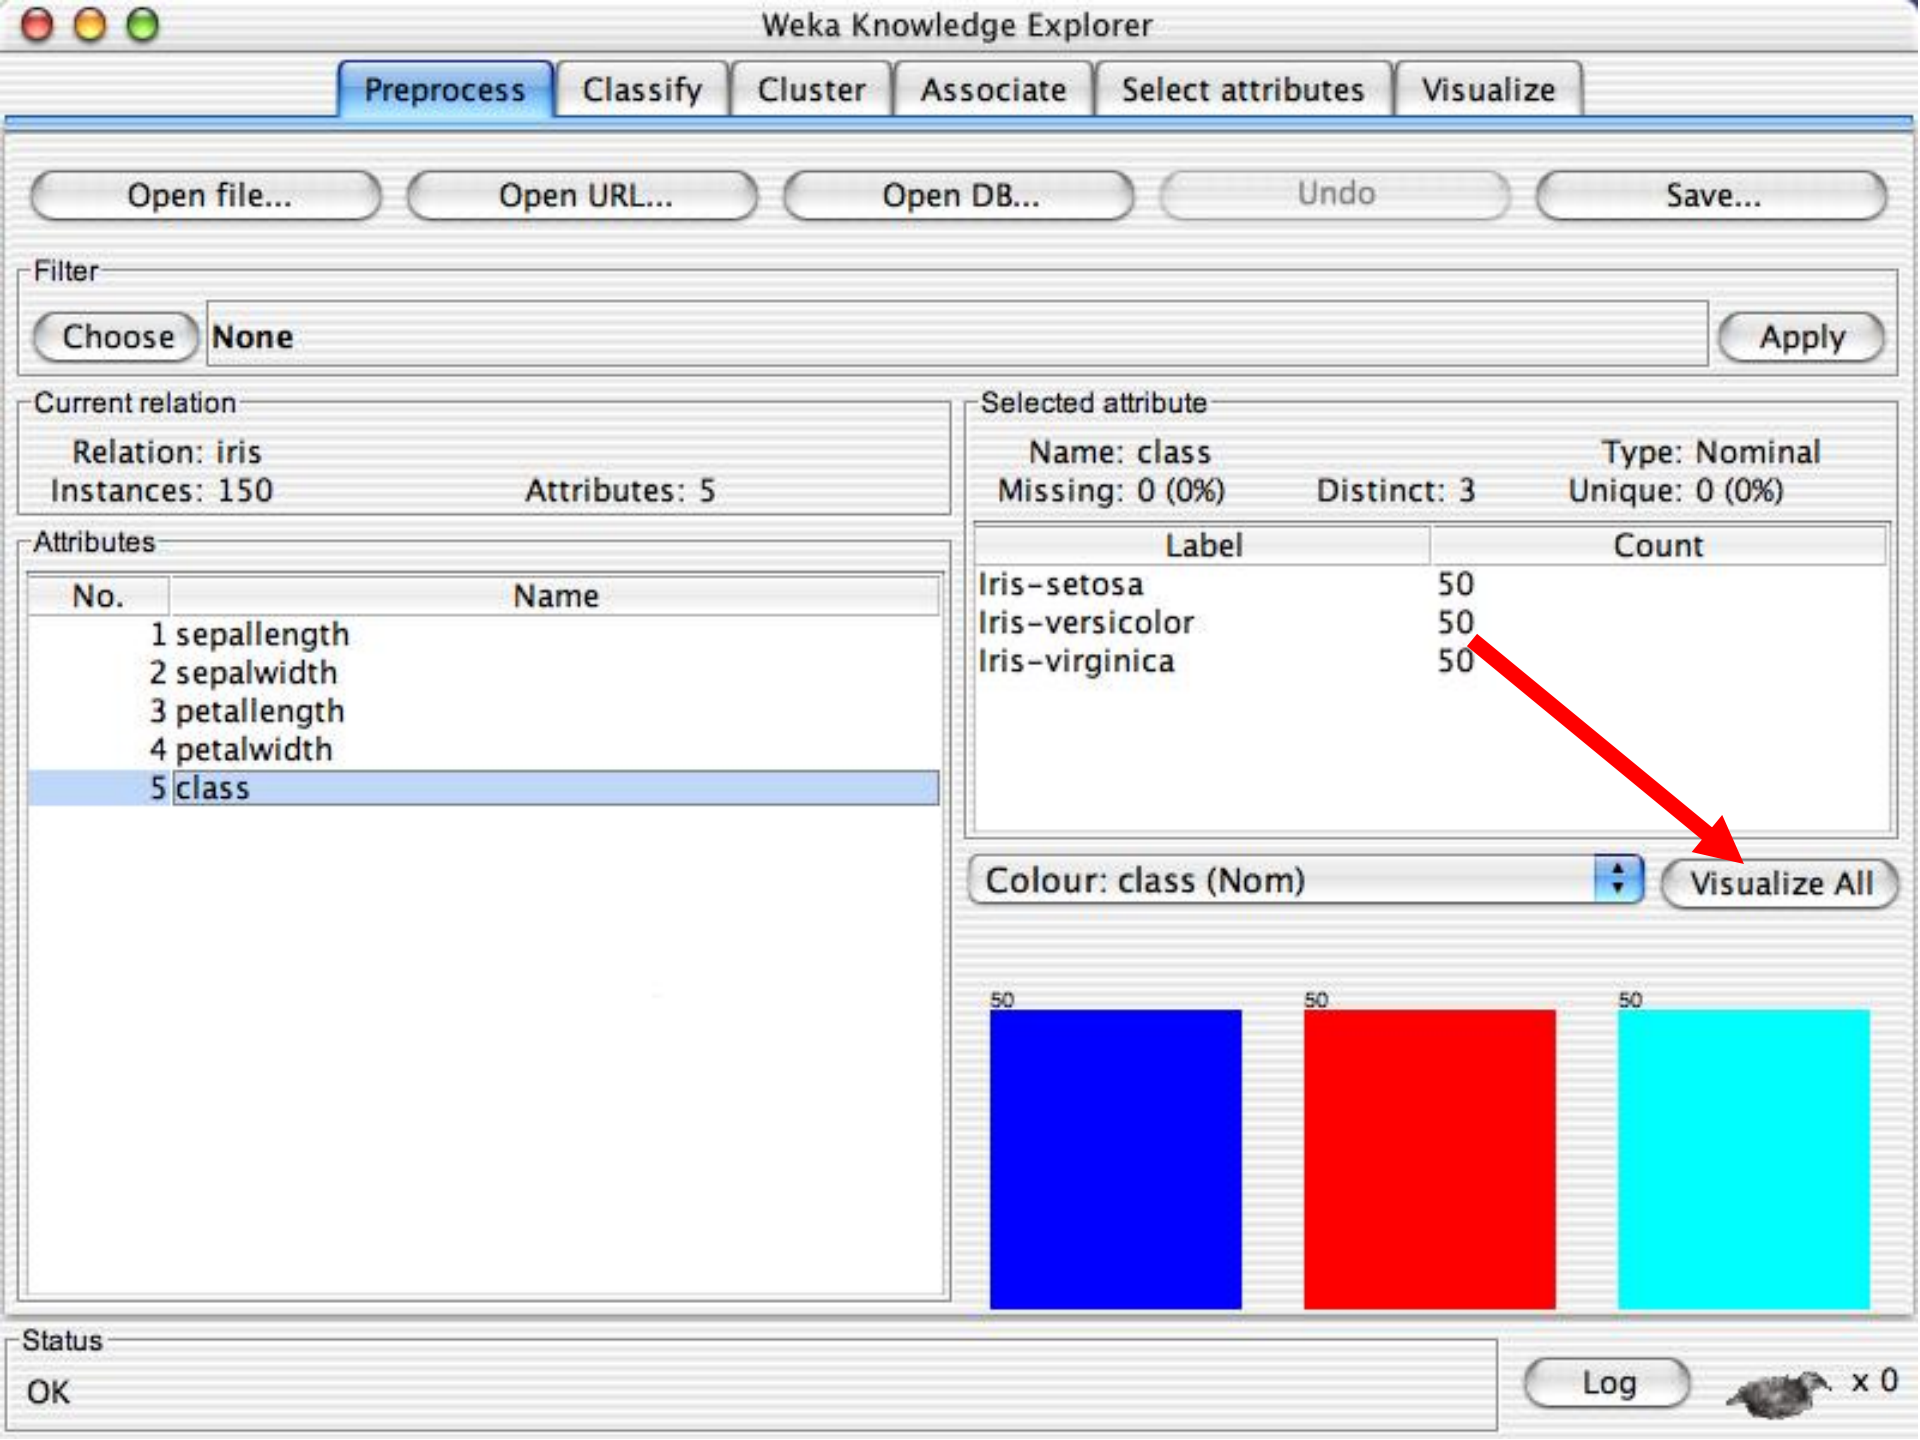 Weka Knowledge Explorer
Preprocess Classify Cluster Associate Select attributes Visualize
Open file... Open URL... Open DB... Undo Save...
Filter
Choose None Apply
Current relation
Relation: iris
Instances: 150 Attributes: 5
Attributes
No. Name
1 sepallength
2 sepalwidth
3 petallength
4 petalwidth
5 class
Selected attribute
Name: class Type: Nominal
Missing: 0 (0%) Distinct: 3 Unique: 0 (0%)
Label Count
Iris-setosa 50
Iris-versicolor 50
Iris-virginica 50
Colour: class (Nom) Visualize All
50 50 50
Status
OK
Log x 0